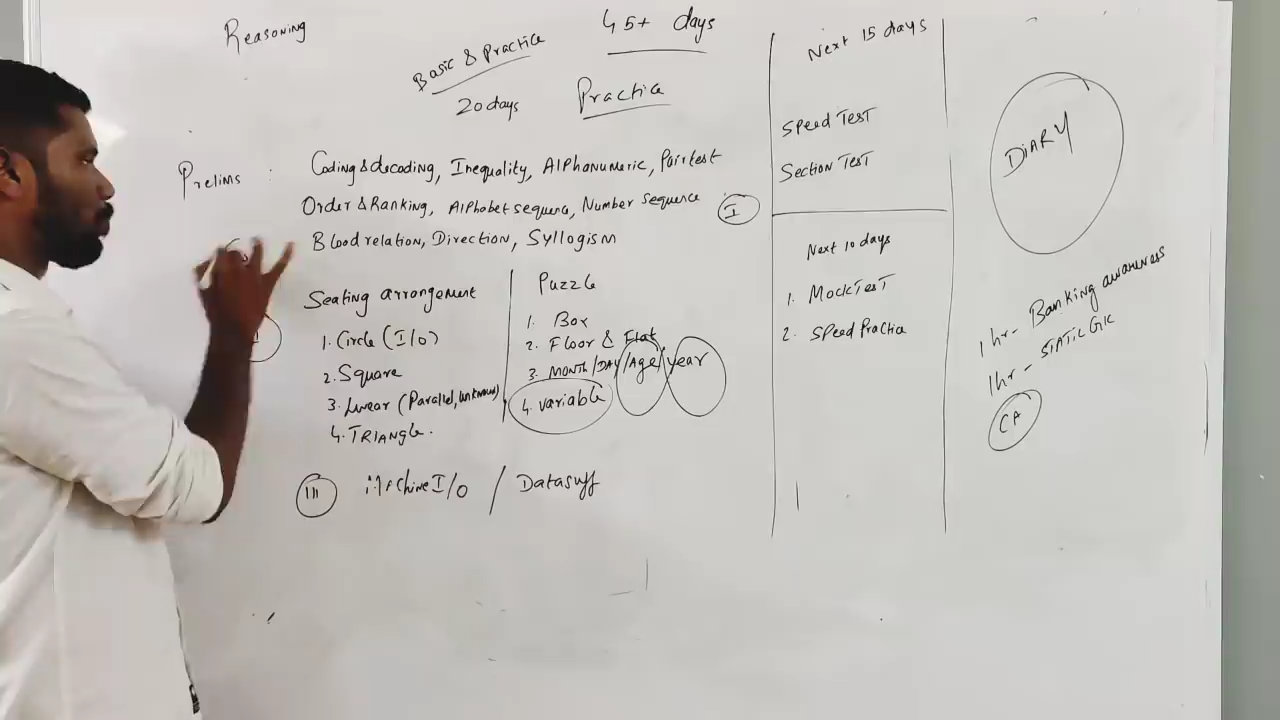 Reasoning
45+ days
Basic & Practice
20 days
Practice
Prelims :
Coding & decoding, Inequality, Alphanumeric, Pair test
Order & Ranking, Alphabet sequence, Number sequence
I
Blood relation, Direction, Syllogism
Seating arrangement
1. Circle (I/O)
2. Square
3. Linear (Parallel, unknown)
4. TRIANGLE.
Puzzle
1. Box
2. Floor & Flat
3. MONTH/DAY/Age/year
4. variable
III
Machine I/O / Datasuff
Next 15 days
Speed TEST
Section TEST
Next 10 days
1. Mock TEST
2. Speed Practice
DIARY
1 hr - Banking awareness
1hr - STATIC GK
CA